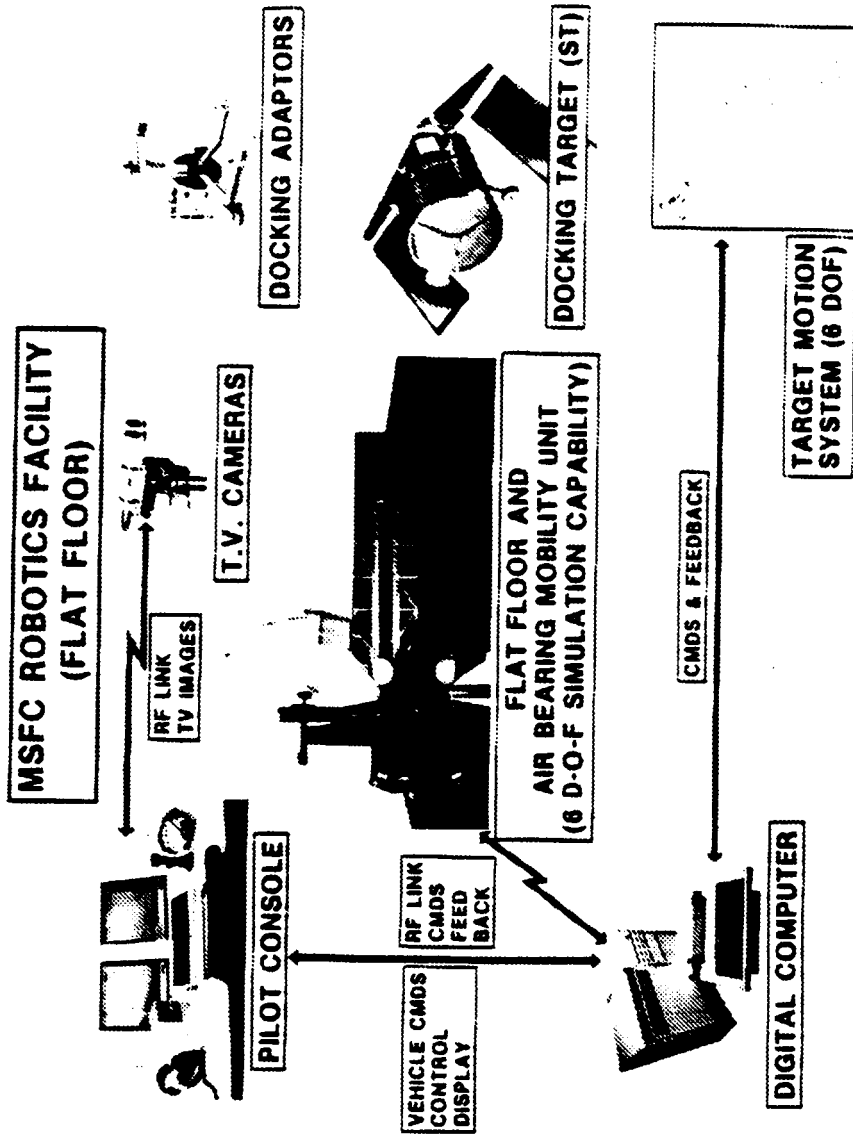 MSFC ROBOTICS FACILITY
(FLAT FLOOR)
PILOT CONSOLE
RF LINK
TV IMAGES
T.V. CAMERAS
DOCKING ADAPTORS
VEHICLE CMDS
CONTROL
DISPLAY
RF LINK
CMDS
FEED
BACK
FLAT FLOOR AND
AIR BEARING MOBILITY UNIT
(6 D-O-F SIMULATION CAPABILITY)
DOCKING TARGET (ST)
DIGITAL COMPUTER
CMDS & FEEDBACK
TARGET MOTION
SYSTEM (6 DOF)